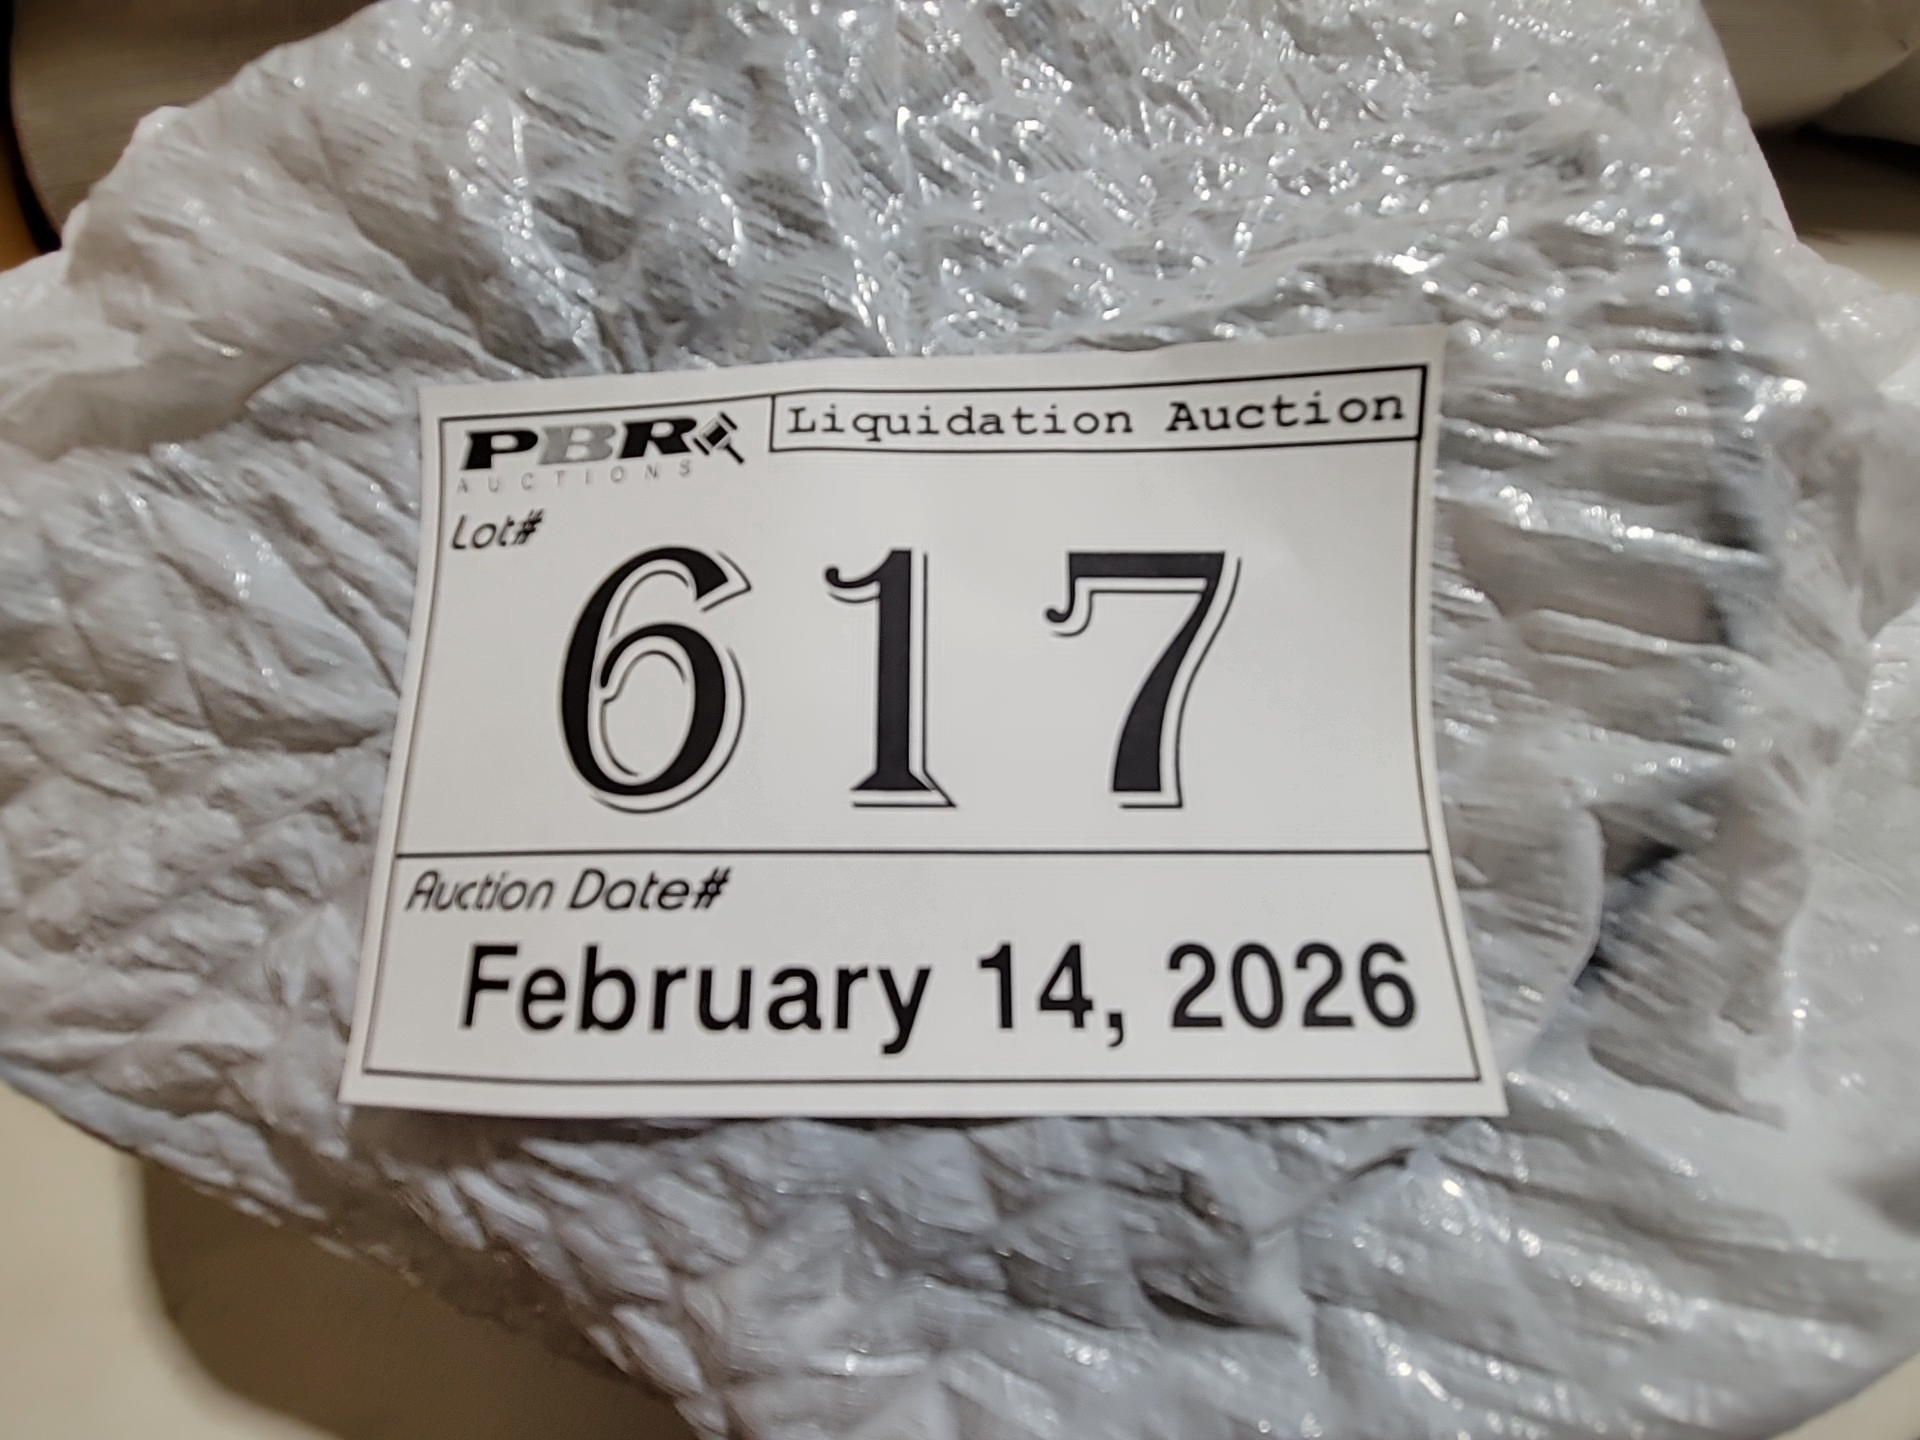 PBR
AUCTIONS
Liquidation Auction
Lot#
617
Auction Date#
February 14, 2026